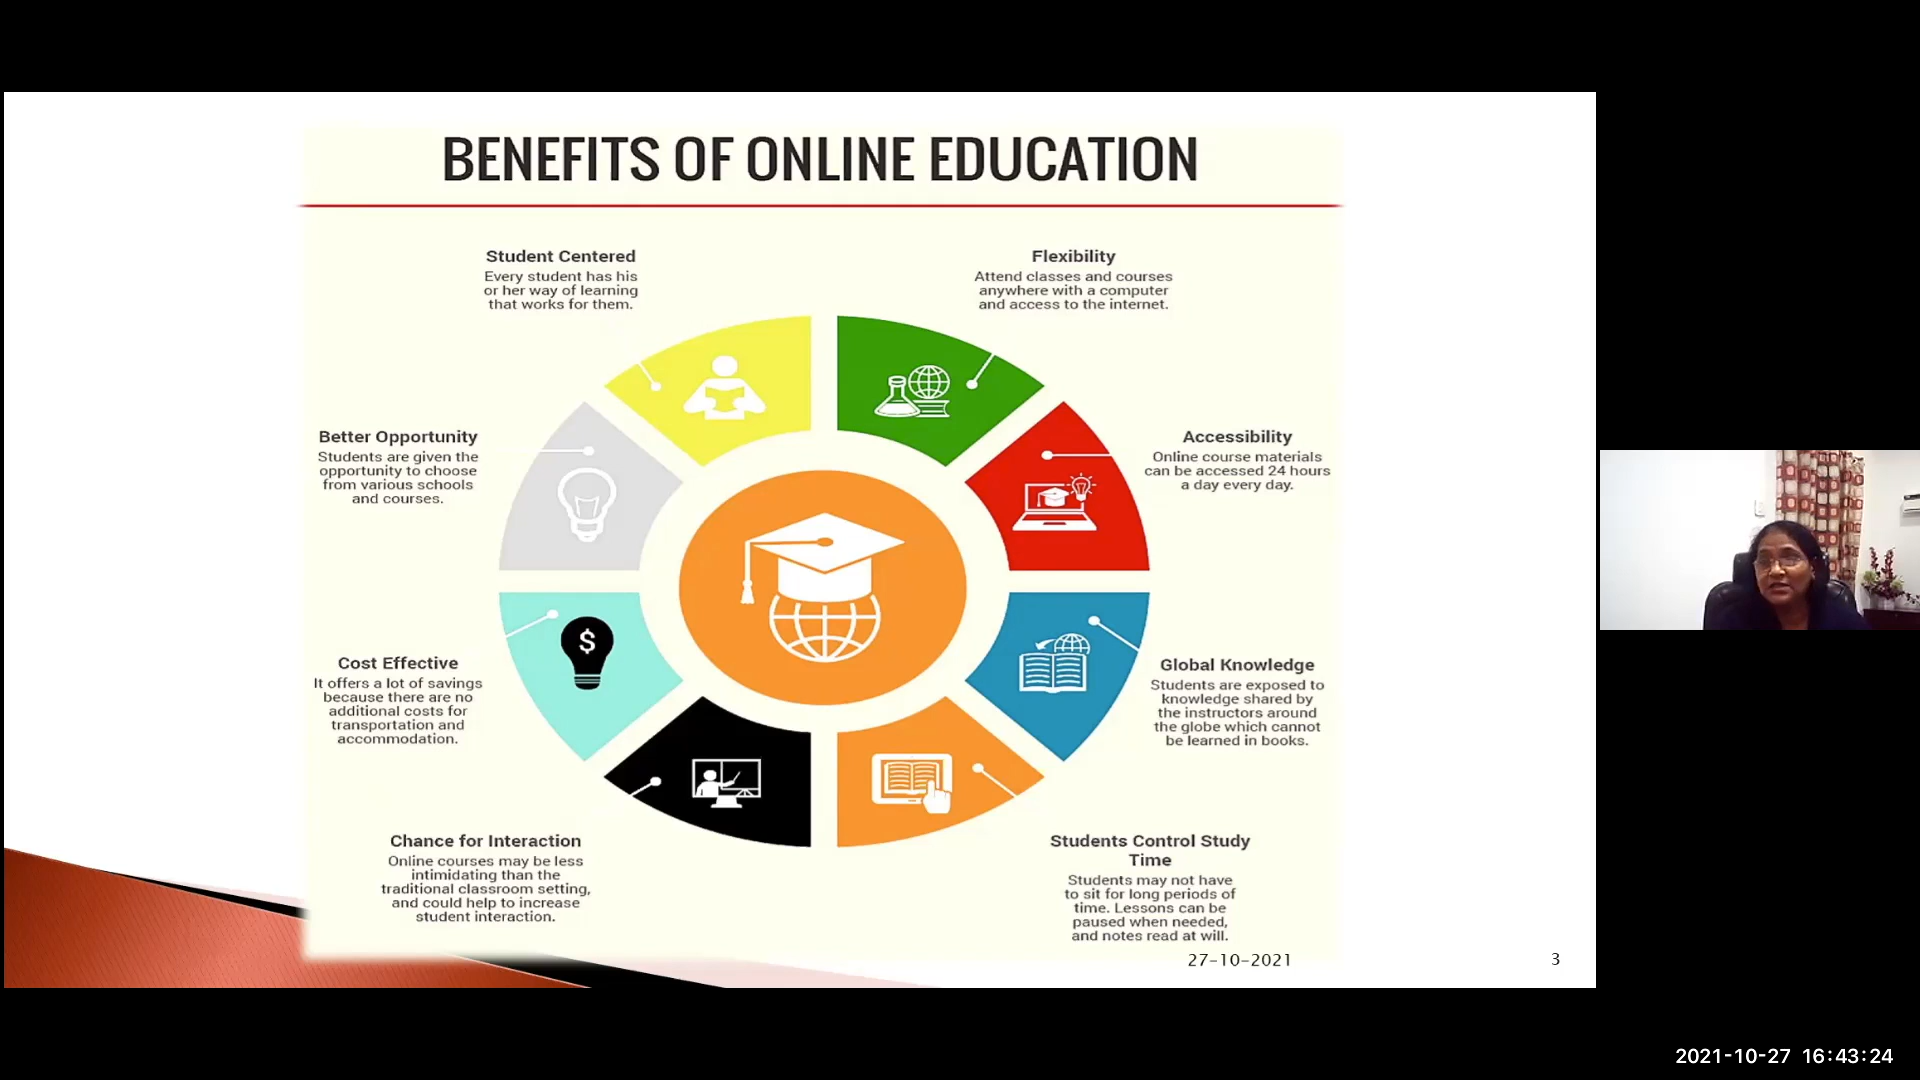 BENEFITS OF ONLINE EDUCATION
Student Centered
Every student has his
or her way of learning
that works for them.
Flexibility
Attend classes and courses
anywhere with a computer
and access to the internet.
Better Opportunity
Students are given the
opportunity to choose
from various schools
and courses.
Accessibility
Online course materials
can be accessed 24 hours
a day every day.
$
Cost Effective
It offers a lot of savings
because there are no
additional costs for
transportation and
accommodation.
Global Knowledge
Students are exposed to
knowledge shared by
the instructors around
the globe which cannot
be learned in books.
Chance for Interaction
Online courses may be less
intimidating than the
traditional classroom setting,
and could help to increase
student interaction.
Students Control Study
Time
Students may not have
to sit for long periods of
time. Lessons can be
paused when needed,
and notes read at will.
27-10-2021
3
2021-10-27 16:43:24